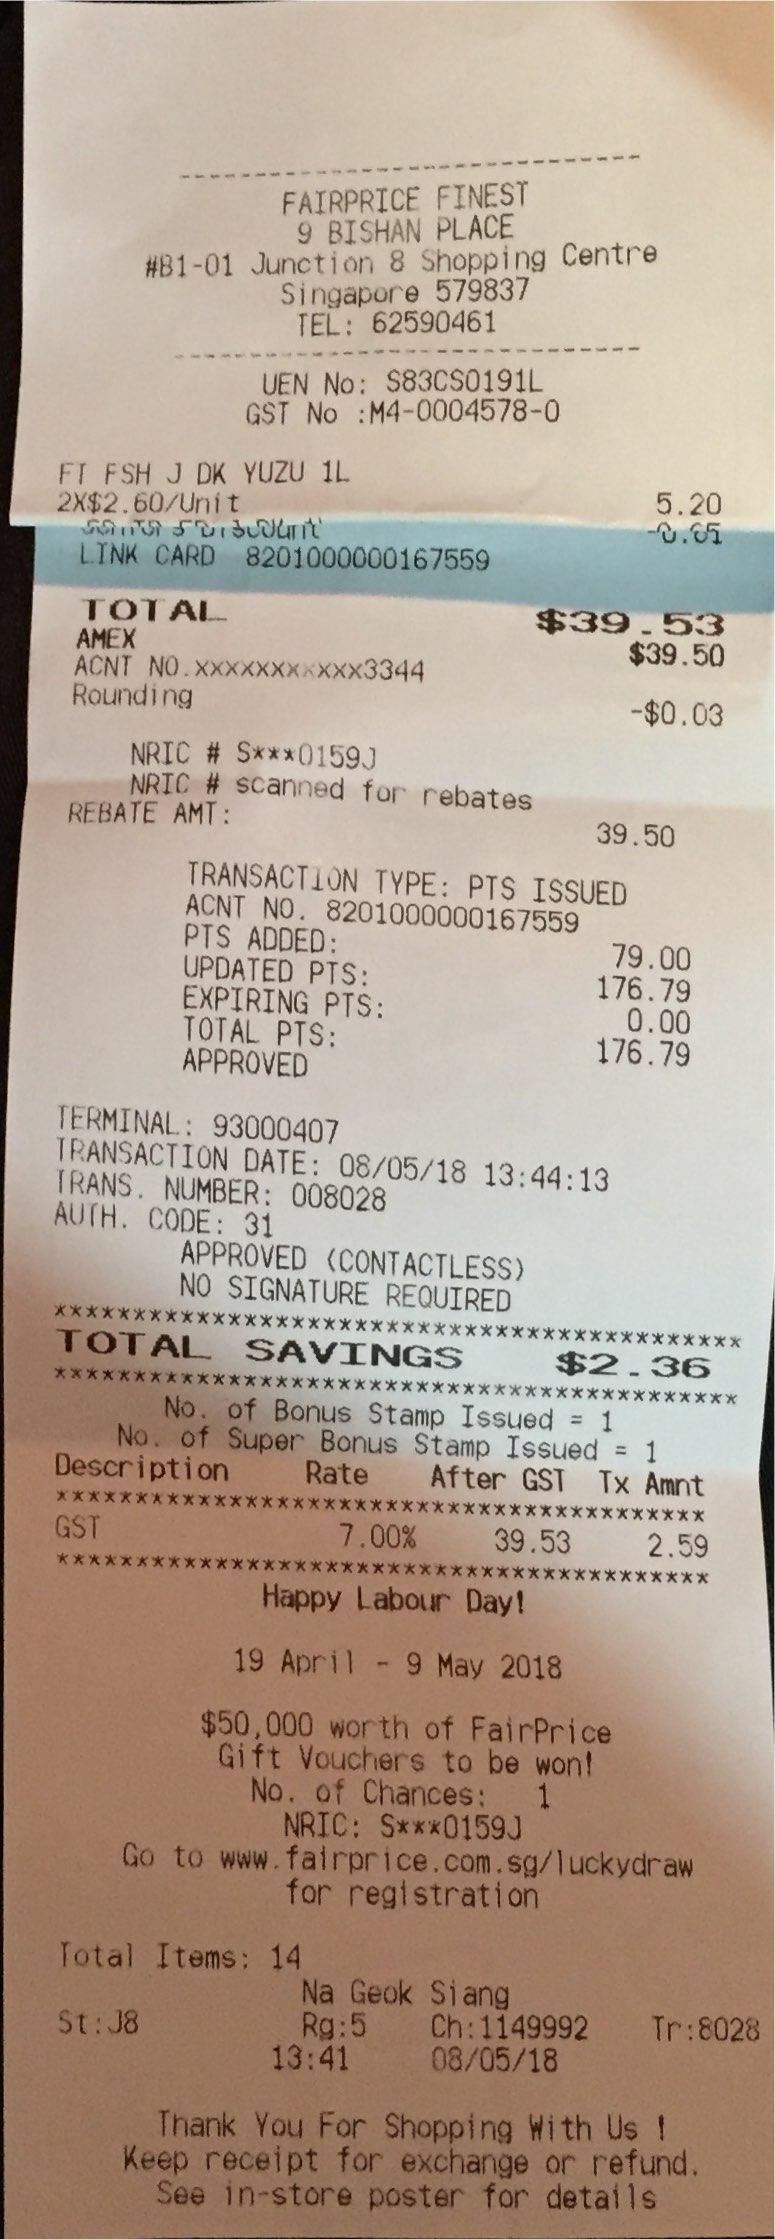 FAIRPRICE FINEST
9 BISHAN PLACE
#B1-01 Junction 8 Shopping Centre
Singapore 579837
TEL: 62590461
UEN No: S83CS0191L
GST No :M4-0004578-0
FT FSH J DK YUZU 1L
2X$2.60/Unit 5.20
LINK CARD 8201000000167559
TOTAL $39.53
AMEX $39.50
ACNT NO.xxxxxxxxxxx3344
Rounding -$0.03
NRIC # S***0159J
NRIC # scanned for rebates
REBATE AMT: 39.50
TRANSACTION TYPE: PTS ISSUED
ACNT NO. 8201000000167559
PTS ADDED: 79.00
UPDATED PTS: 176.79
EXPIRING PTS: 0.00
TOTAL PTS: 176.79
APPROVED
TERMINAL: 93000407
TRANSACTION DATE: 08/05/18 13:44:13
TRANS. NUMBER: 008028
AUTH. CODE: 31
APPROVED (CONTACTLESS)
NO SIGNATURE REQUIRED
*******************************************
TOTAL SAVINGS $2.36
*******************************************
No. of Bonus Stamp Issued = 1
No. of Super Bonus Stamp Issued = 1
Description Rate After GST Tx Amnt
*****************************************
GST 7.00% 39.53 2.59
*****************************************
Happy Labour Day!
19 April - 9 May 2018
$50,000 worth of FairPrice
Gift Vouchers to be won!
No. of Chances: 1
NRIC: S***0159J
Go to www.fairprice.com.sg/luckydraw
for registration
Total Items: 14
Na Geok Siang
St:J8 Rg:5 Ch:1149992 Tr:8028
13:41 08/05/18
Thank You For Shopping With Us !
Keep receipt for exchange or refund.
See in-store poster for details